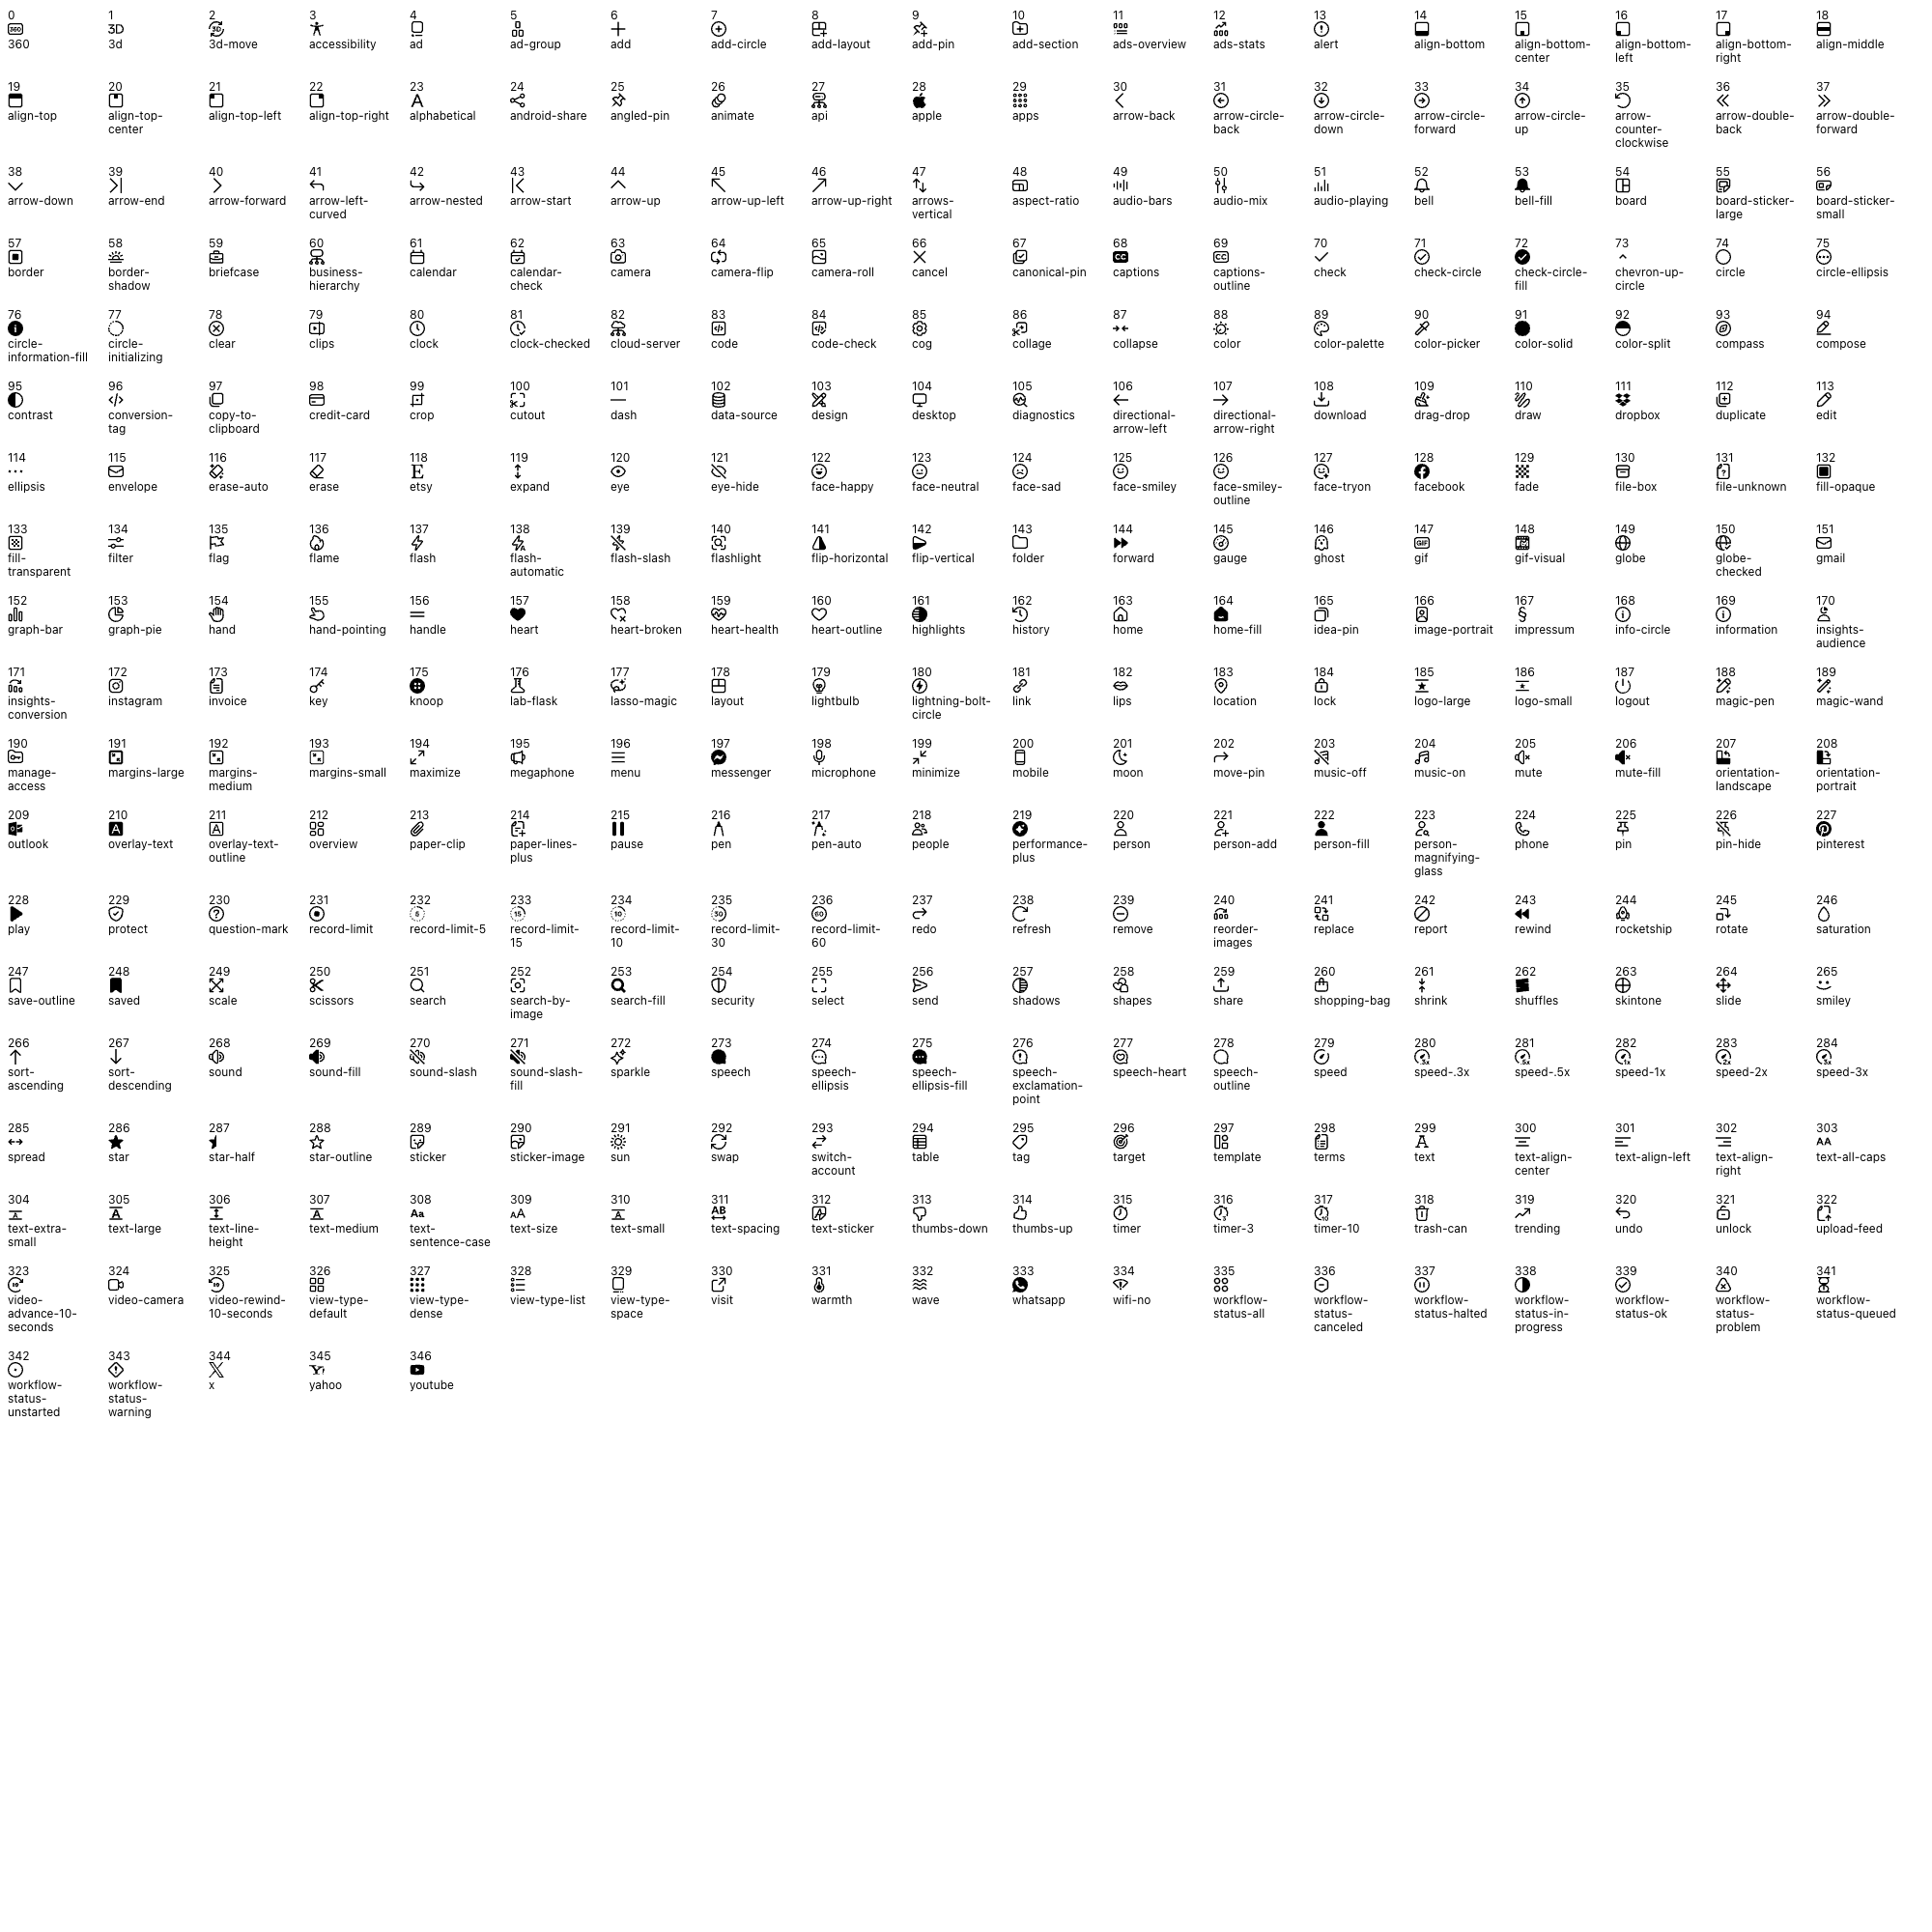 0 1 2 3 4 5 6 7 8 9 10 11 12 13 14 15 16 17 18
360 3d 3d-move accessibility ad ad-group add add-circle add-layout add-pin add-section ads-overview ads-stats alert align-bottom align-bottom- align-bottom- align-bottom- align-middle
center left right
19 20 21 22 23 24 25 26 27 28 29 30 31 32 33 34 35 36 37
align-top align-top- align-top-left align-top-right alphabetical android-share angled-pin animate api apple apps arrow-back arrow-circle- arrow-circle- arrow-circle- arrow-circle- arrow- arrow-double- arrow-double-
center back down forward up counter- back forward
clockwise
38 39 40 41 42 43 44 45 46 47 48 49 50 51 52 53 54 55 56
arrow-down arrow-end arrow-forward arrow-left- arrow-nested arrow-start arrow-up arrow-up-left arrow-up-right arrows- aspect-ratio audio-bars audio-mix audio-playing bell bell-fill board board-sticker- board-sticker-
curved vertical large small
57 58 59 60 61 62 63 64 65 66 67 68 69 70 71 72 73 74 75
border border- briefcase business- calendar calendar- camera camera-flip camera-roll cancel canonical-pin captions captions- check check-circle check-circle- chevron-up- circle circle-ellipsis
shadow hierarchy check outline fill circle
76 77 78 79 80 81 82 83 84 85 86 87 88 89 90 91 92 93 94
circle- circle- clear clips clock clock-checked cloud-server code code-check cog collage collapse color color-palette color-picker color-solid color-split compass compose
information-fill initializing
95 96 97 98 99 100 101 102 103 104 105 106 107 108 109 110 111 112 113
contrast conversion- copy-to- credit-card crop cutout dash data-source design desktop diagnostics directional- directional- download drag-drop draw dropbox duplicate edit
tag clipboard arrow-left arrow-right
114 115 116 117 118 119 120 121 122 123 124 125 126 127 128 129 130 131 132
ellipsis envelope erase-auto erase etsy expand eye eye-hide face-happy face-neutral face-sad face-smiley face-smiley- face-tryon facebook fade file-box file-unknown fill-opaque
outline
133 134 135 136 137 138 139 140 141 142 143 144 145 146 147 148 149 150 151
fill- filter flag flame flash flash- flash-slash flashlight flip-horizontal flip-vertical folder forward gauge ghost gif gif-visual globe globe- gmail
transparent automatic checked
152 153 154 155 156 157 158 159 160 161 162 163 164 165 166 167 168 169 170
graph-bar graph-pie hand hand-pointing handle heart heart-broken heart-health heart-outline highlights history home home-fill idea-pin image-portrait impressum info-circle information insights-
audience
171 172 173 174 175 176 177 178 179 180 181 182 183 184 185 186 187 188 189
insights- instagram invoice key knoop lab-flask lasso-magic layout lightbulb lightning-bolt- link lips location lock logo-large logo-small logout magic-pen magic-wand
conversion circle
190 191 192 193 194 195 196 197 198 199 200 201 202 203 204 205 206 207 208
manage- margins-large margins- margins-small maximize megaphone menu messenger microphone minimize mobile moon move-pin music-off music-on mute mute-fill orientation- orientation-
access medium landscape portrait
209 210 211 212 213 214 215 216 217 218 219 220 221 222 223 224 225 226 227
outlook overlay-text overlay-text- overview paper-clip paper-lines- pause pen pen-auto people performance- person person-add person-fill person- phone pin pin-hide pinterest
outline plus plus magnifying-
glass
228 229 230 231 232 233 234 235 236 237 238 239 240 241 242 243 244 245 246
play protect question-mark record-limit record-limit-5 record-limit- record-limit- record-limit- record-limit- redo refresh remove reorder- replace report rewind rocketship rotate saturation
15 10 30 60 images
247 248 249 250 251 252 253 254 255 256 257 258 259 260 261 262 263 264 265
save-outline saved scale scissors search search-by- search-fill security select send shadows shapes share shopping-bag shrink shuffles skintone slide smiley
image
266 267 268 269 270 271 272 273 274 275 276 277 278 279 280 281 282 283 284
sort- sort- sound sound-fill sound-slash sound-slash- sparkle speech speech- speech- speech- speech-heart speech- speed speed-.3x speed-.5x speed-1x speed-2x speed-3x
ascending descending fill ellipsis ellipsis-fill exclamation- outline
point
285 286 287 288 289 290 291 292 293 294 295 296 297 298 299 300 301 302 303
spread star star-half star-outline sticker sticker-image sun swap switch- table tag target template terms text text-align- text-align-left text-align- text-all-caps
account center right
304 305 306 307 308 309 310 311 312 313 314 315 316 317 318 319 320 321 322
text-extra- text-large text-line- text-medium text- text-size text-small text-spacing text-sticker thumbs-down thumbs-up timer timer-3 timer-10 trash-can trending undo unlock upload-feed
small height sentence-case
323 324 325 326 327 328 329 330 331 332 333 334 335 336 337 338 339 340 341
video- video-camera video-rewind- view-type- view-type- view-type-list view-type- visit warmth wave whatsapp wifi-no workflow- workflow- workflow- workflow- workflow- workflow- workflow-
advance-10- 10-seconds default dense space status-all status- status-halted status-in- status-ok status- status-queued
seconds canceled progress problem
342 343 344 345 346
workflow- workflow- x yahoo youtube
status- status-
unstarted warning